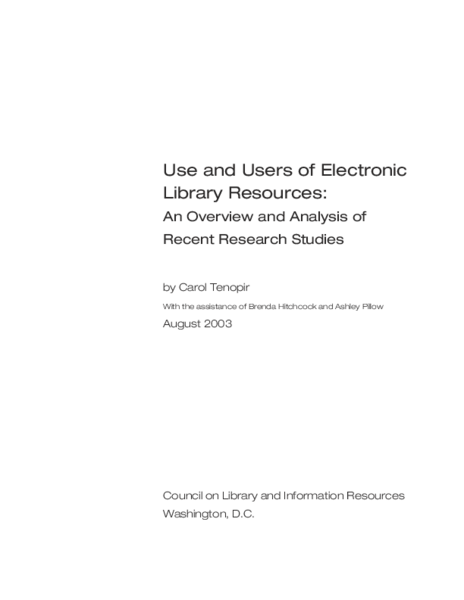 Use and Users of Electronic
Library Resources:
An Overview and Analysis of
Recent Research Studies
by Carol Tenopir
With the assistance of Brenda Hitchcock and Ashley Pillow
August 2003
Council on Library and Information Resources
Washington, D.C.